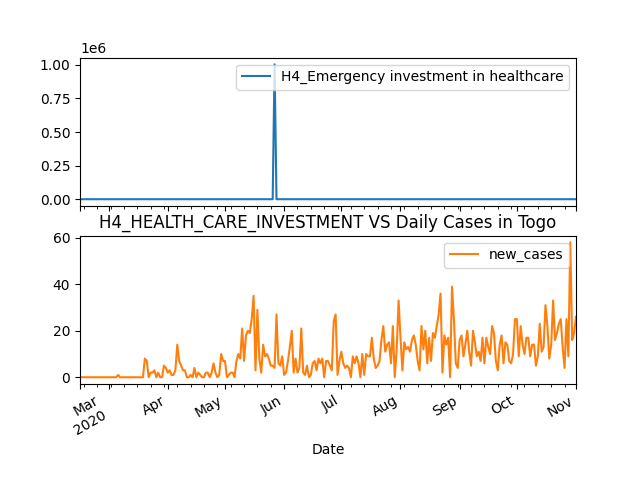 1e6
1.00
0.75
0.50
0.25
0.00
H4_Emergency investment in healthcare
H4_HEALTH_CARE_INVESTMENT VS Daily Cases in Togo
60
40
20
0
new_cases
Mar
2020
Apr
May
Jun
Jul
Aug
Sep
Oct
Nov
Date